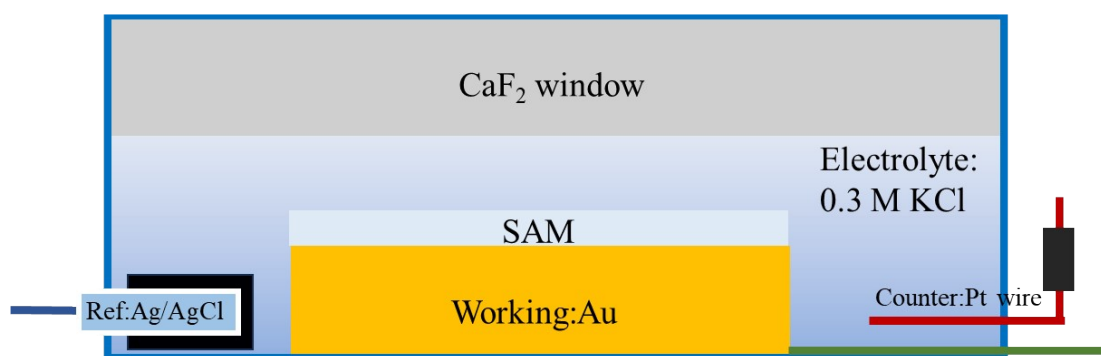 CaF₂ window
Electrolyte:
0.3 M KCl
SAM
Ref:Ag/AgCl
Working:Au
Counter:Pt wire